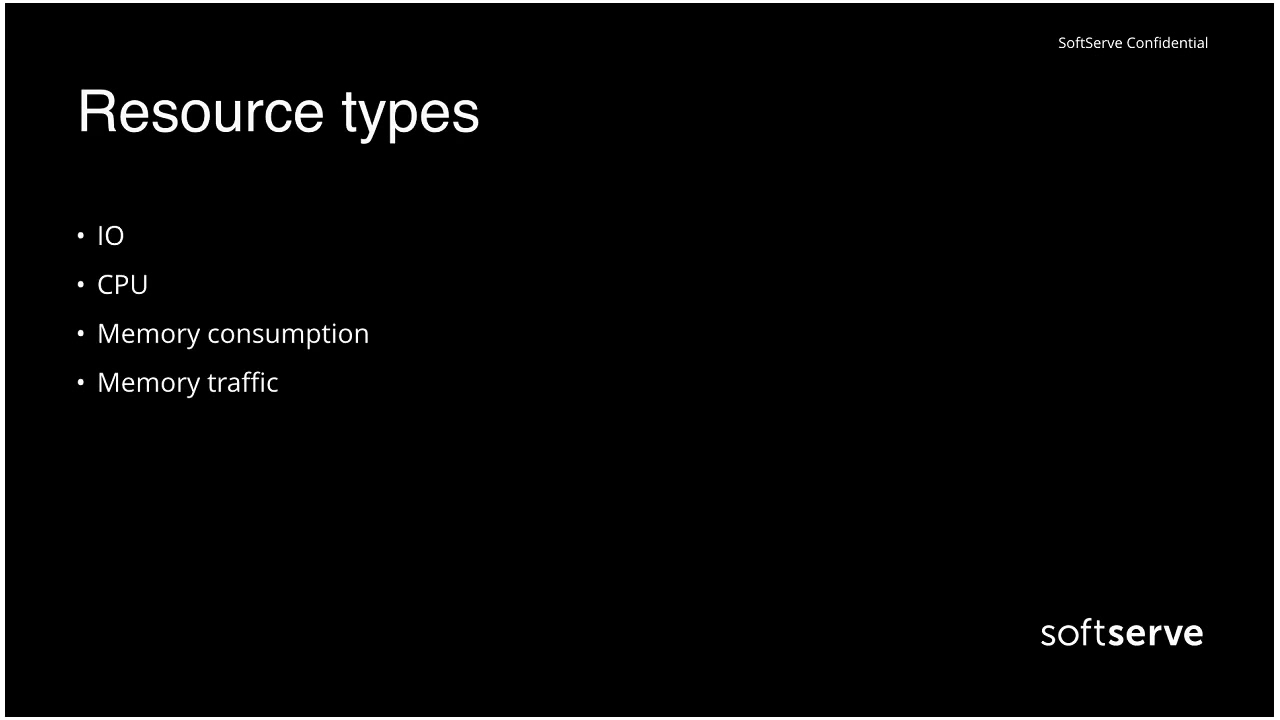 SoftServe Confidential
Resource types
• IO
• CPU
• Memory consumption
• Memory traffic
softserve